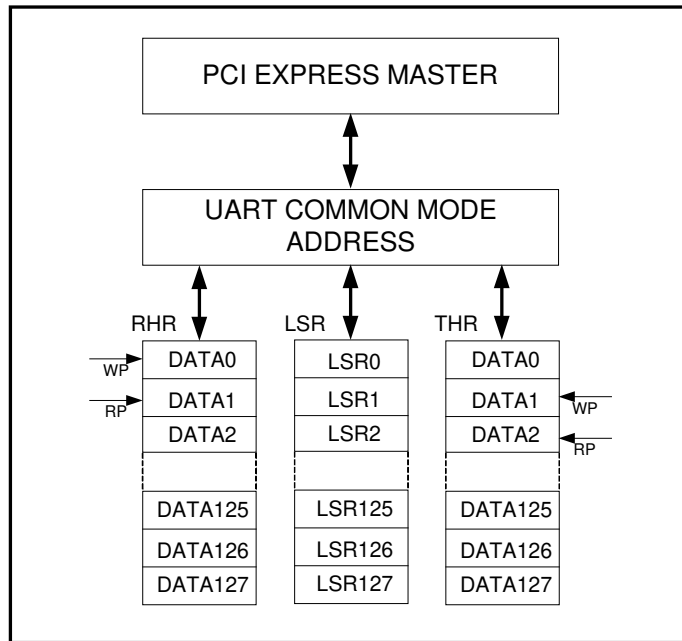 PCI EXPRESS MASTER
UART COMMON MODE
ADDRESS
RHR LSR THR
DATA0 LSR0 DATA0
WP
DATA1 LSR1 DATA1
RP WP
DATA2 LSR2 DATA2
RP
DATA125 LSR125 DATA125
DATA126 LSR126 DATA126
DATA127 LSR127 DATA127